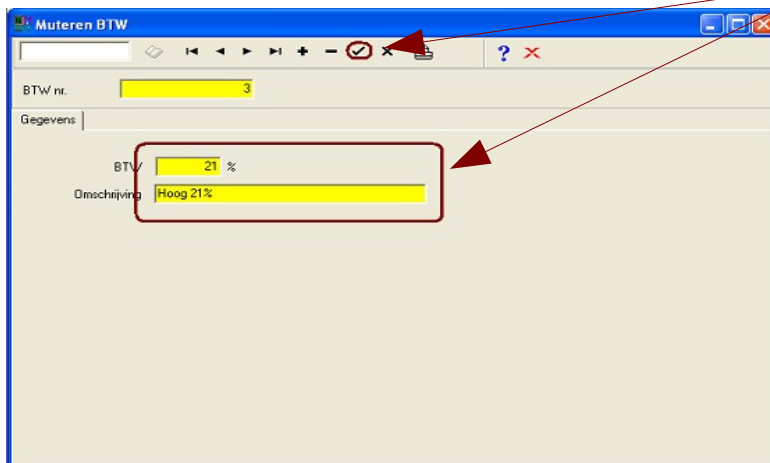 Muteren BTW
?
BTW nr. 3
Gegevens
BTW 21 %
Omschrijving Hoog 21%